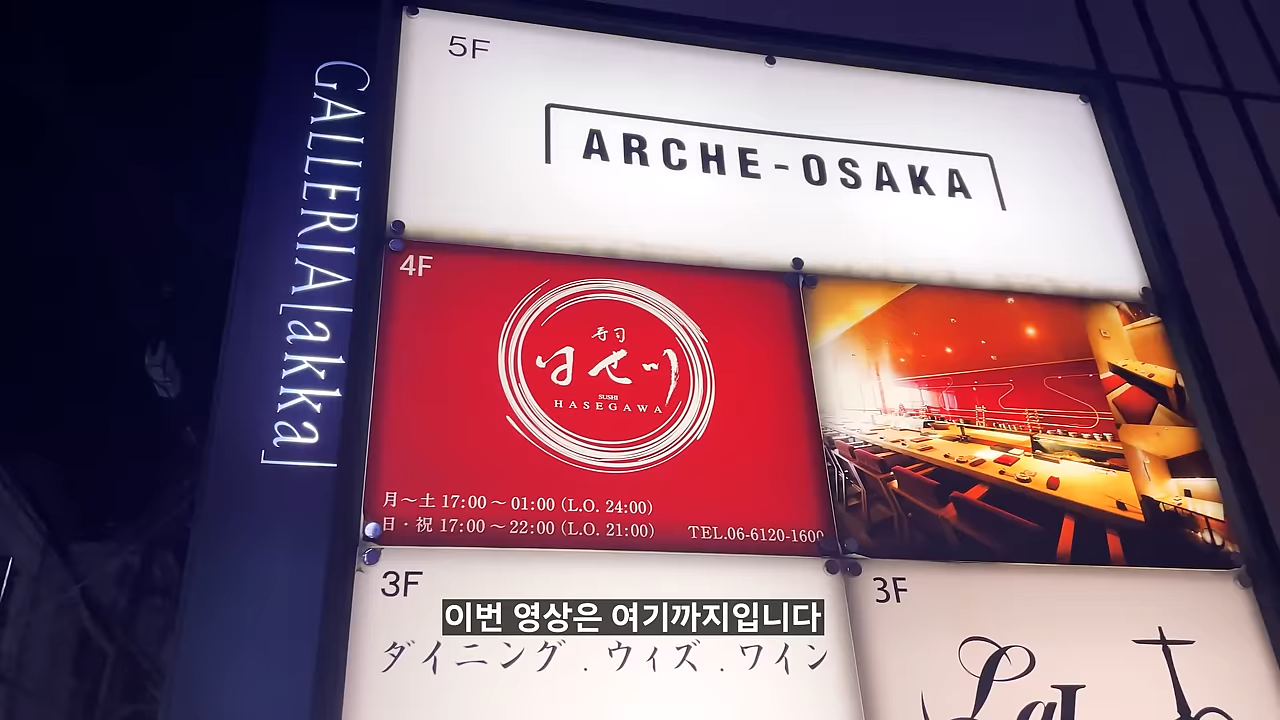 GALLERIA[akka]
5F
ARCHE-OSAKA
4F
寿司
はせ川
SUSHI
HASEGAWA
月〜土 17:00 〜 01:00 (L.O. 24:00)
日・祝 17:00 〜 22:00 (L.O. 21:00)
TEL.06-6120-1600
3F
이번 영상은 여기까지입니다
ダイニング . ウィズ . ワイン
3F